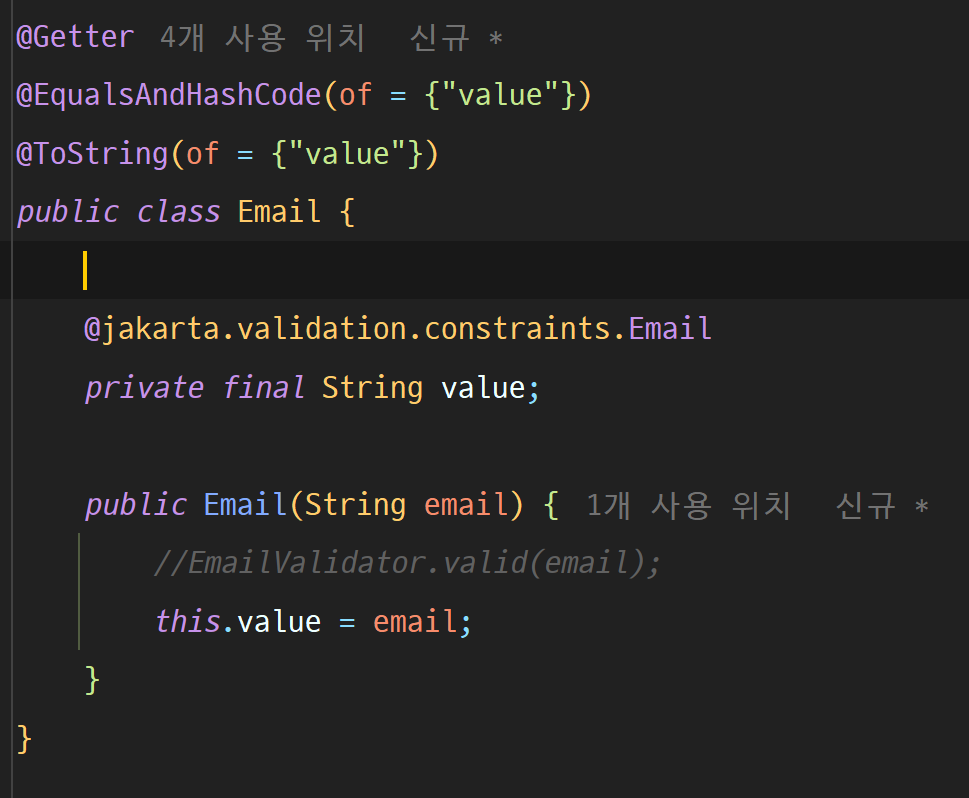 @Getter 4개 사용 위치 신규 *
@EqualsAndHashCode(of = {"value"})
@ToString(of = {"value"})
public class Email {
@jakarta.validation.constraints.Email
private final String value;
public Email(String email) { 1개 사용 위치 신규 *
//EmailValidator.valid(email);
this.value = email;
}
}